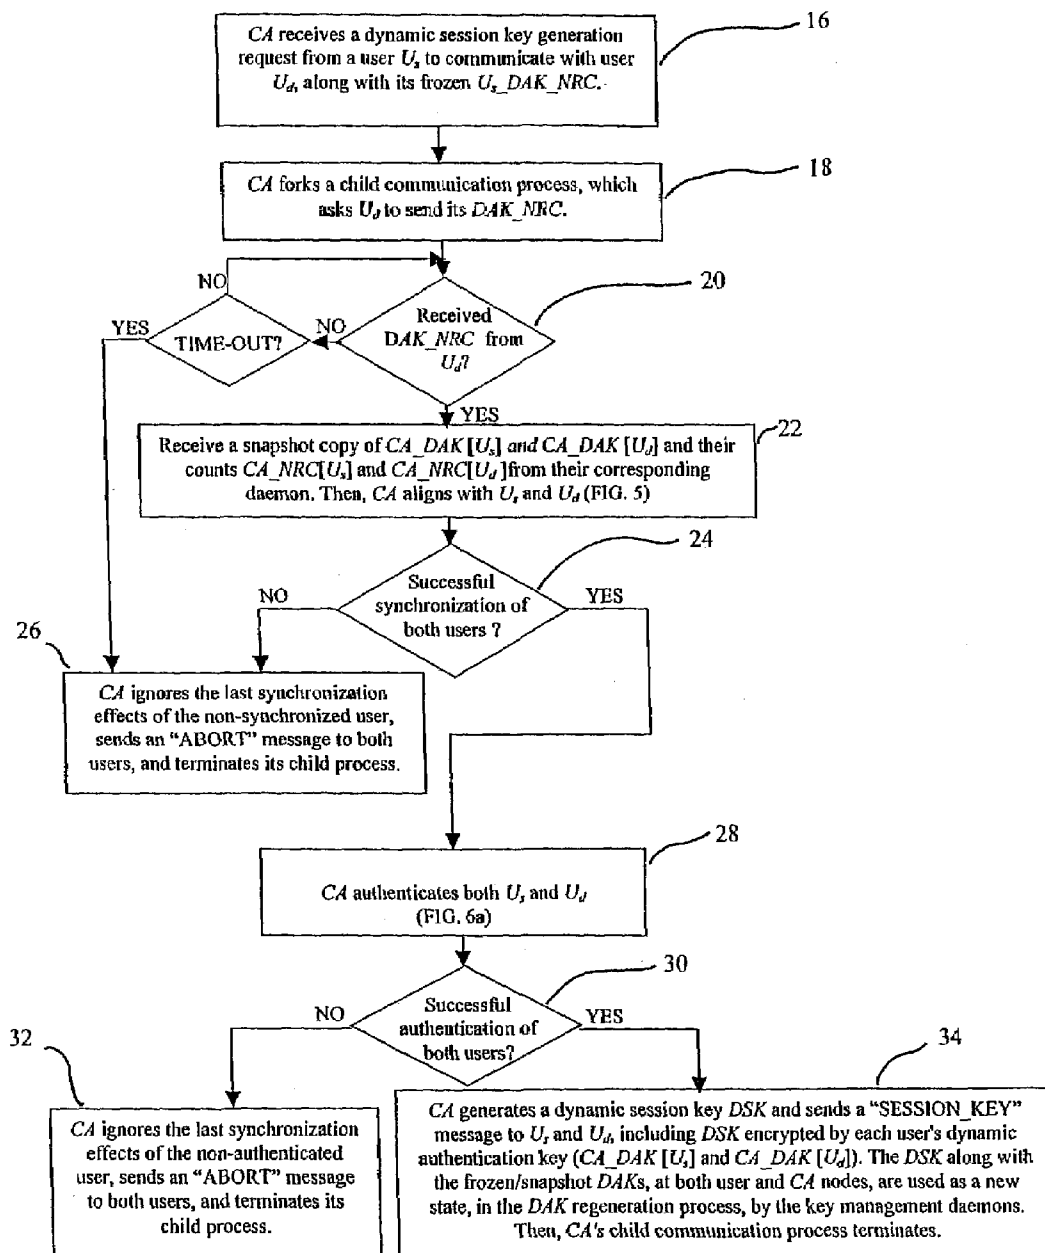 CA receives a dynamic session key generation
request from a user Us to communicate with user
Ud, along with its frozen Us_DAK_NRC.
16
CA forks a child communication process, which
asks Ud to send its DAK_NRC.
18
NO
20
Received
DAK_NRC from
Ud?
NO
TIME-OUT?
YES
YES
Receive a snapshot copy of CA_DAK [Us] and CA_DAK [Ud] and their
counts CA_NRC[Us] and CA_NRC[Ud] from their corresponding
daemon. Then, CA aligns with Us and Ud (FIG. 5)
22
24
Successful
synchronization of
both users ?
NO
YES
26
CA ignores the last synchronization
effects of the non-synchronized user,
sends an “ABORT” message to both
users, and terminates its child process.
28
CA authenticates both Us and Ud
(FIG. 6a)
30
Successful
authentication of
both users?
NO
YES
32
CA ignores the last synchronization
effects of the non-authenticated
user, sends an “ABORT” message
to both users, and terminates its
child process.
34
CA generates a dynamic session key DSK and sends a “SESSION_KEY”
message to Us and Ud, including DSK encrypted by each user's dynamic
authentication key (CA_DAK [Us] and CA_DAK [Ud]). The DSK along with
the frozen/snapshot DAKs, at both user and CA nodes, are used as a new
state, in the DAK regeneration process, by the key management daemons.
Then, CA's child communication process terminates.